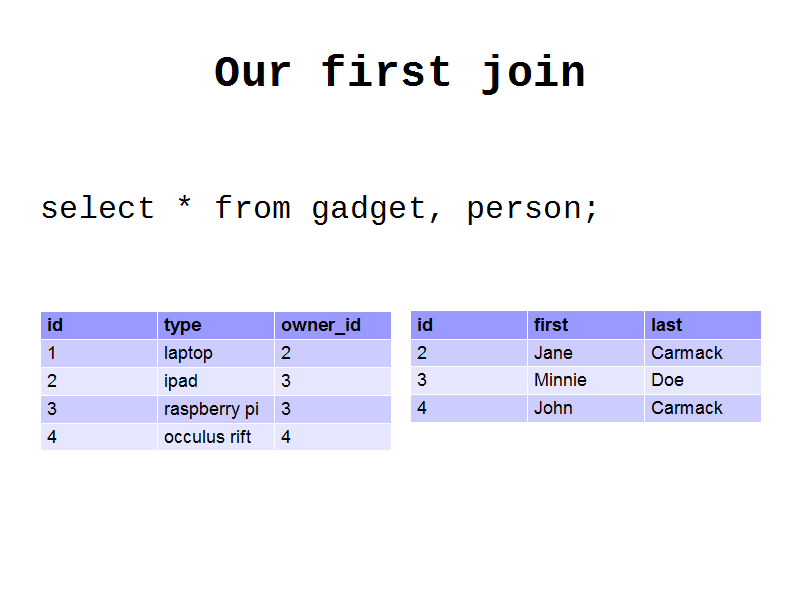 Our first join
select * from gadget, person;
id type owner_id
1 laptop 2
2 ipad 3
3 raspberry pi 3
4 occulus rift 4
id first last
2 Jane Carmack
3 Minnie Doe
4 John Carmack